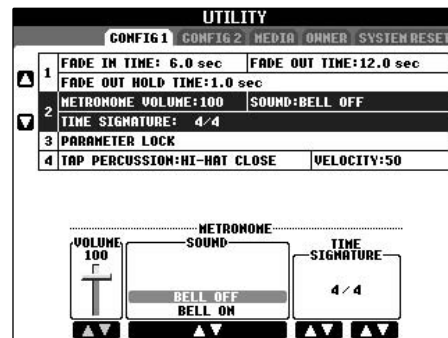 UTILITY
CONFIG 1 CONFIG 2 MEDIA OWNER SYSTEM RESET
1 FADE IN TIME: 6.0 sec FADE OUT TIME:12.0 sec
FADE OUT HOLD TIME:1.0 sec
2 METRONOME VOLUME:100 SOUND:BELL OFF
TIME SIGNATURE: 4/4
3 PARAMETER LOCK
4 TAP PERCUSSION:HI-HAT CLOSE VELOCITY:50
METRONOME
VOLUME SOUND TIME SIGNATURE
100
4/4
BELL OFF
BELL ON